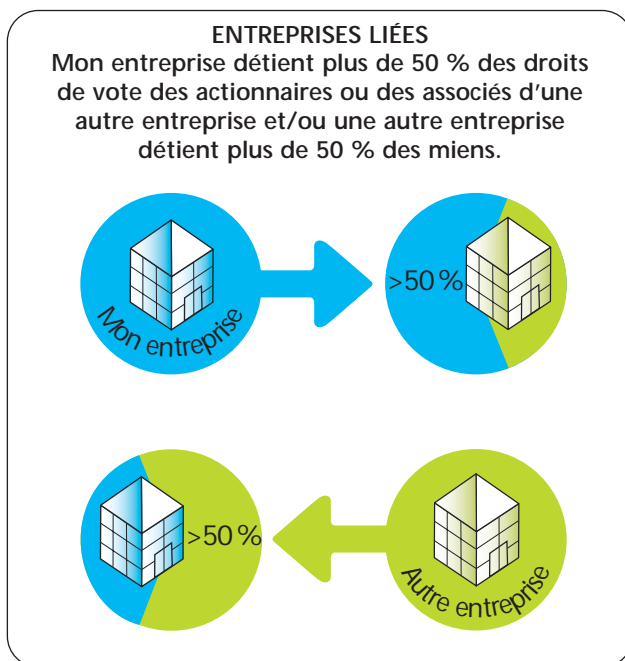 ENTREPRISES LIÉES
Mon entreprise détient plus de 50 % des droits
de vote des actionnaires ou des associés d'une
autre entreprise et/ou une autre entreprise
détient plus de 50 % des miens.
Mon entreprise
>50 %
>50 %
Autre entreprise